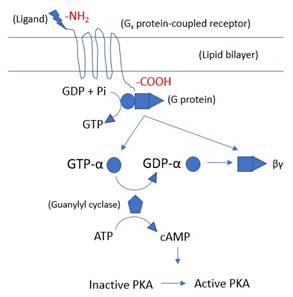 (Ligand)
-NH₂
(Gₛ protein-coupled receptor)
(Lipid bilayer)
-COOH
GDP + Pi
(G protein)
GTP
GTP-α
GDP-α
βγ
(Guanylyl cyclase)
ATP
cAMP
Inactive PKA
Active PKA